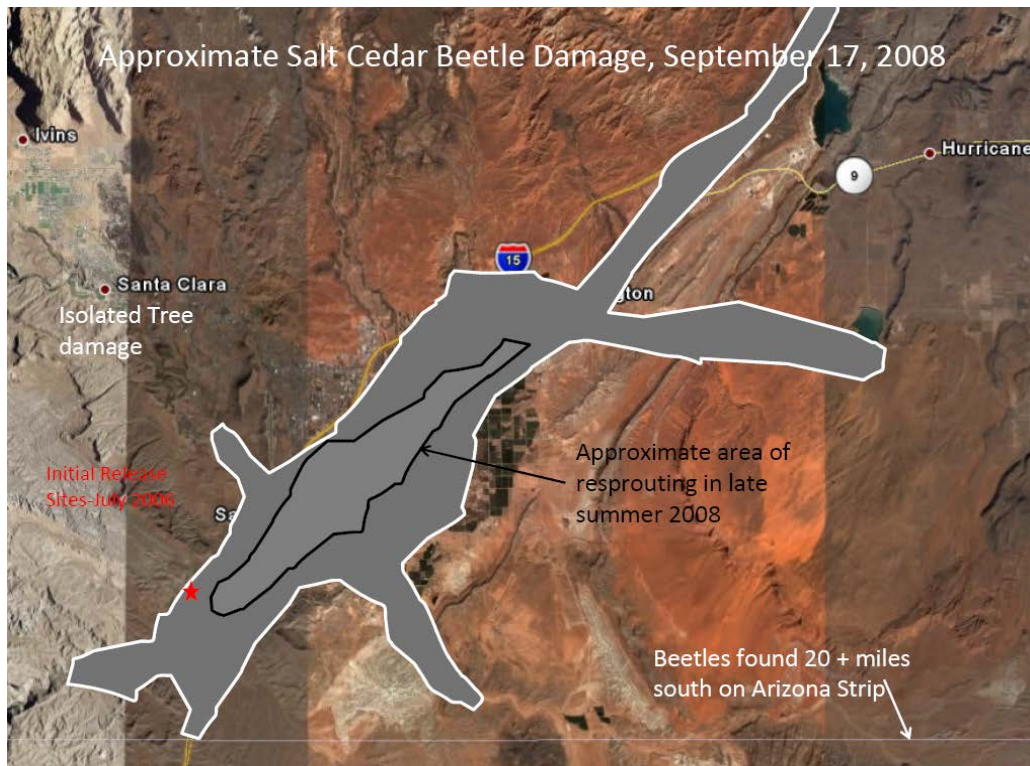 Approximate Salt Cedar Beetle Damage, September 17, 2008
Ivins
Hurricane
9
15
Santa Clara
gton
Isolated Tree
damage
Approximate area of
resprouting in late
summer 2008
Initial Release
Sites-July 2006
Sa
Beetles found 20 + miles
south on Arizona Strip